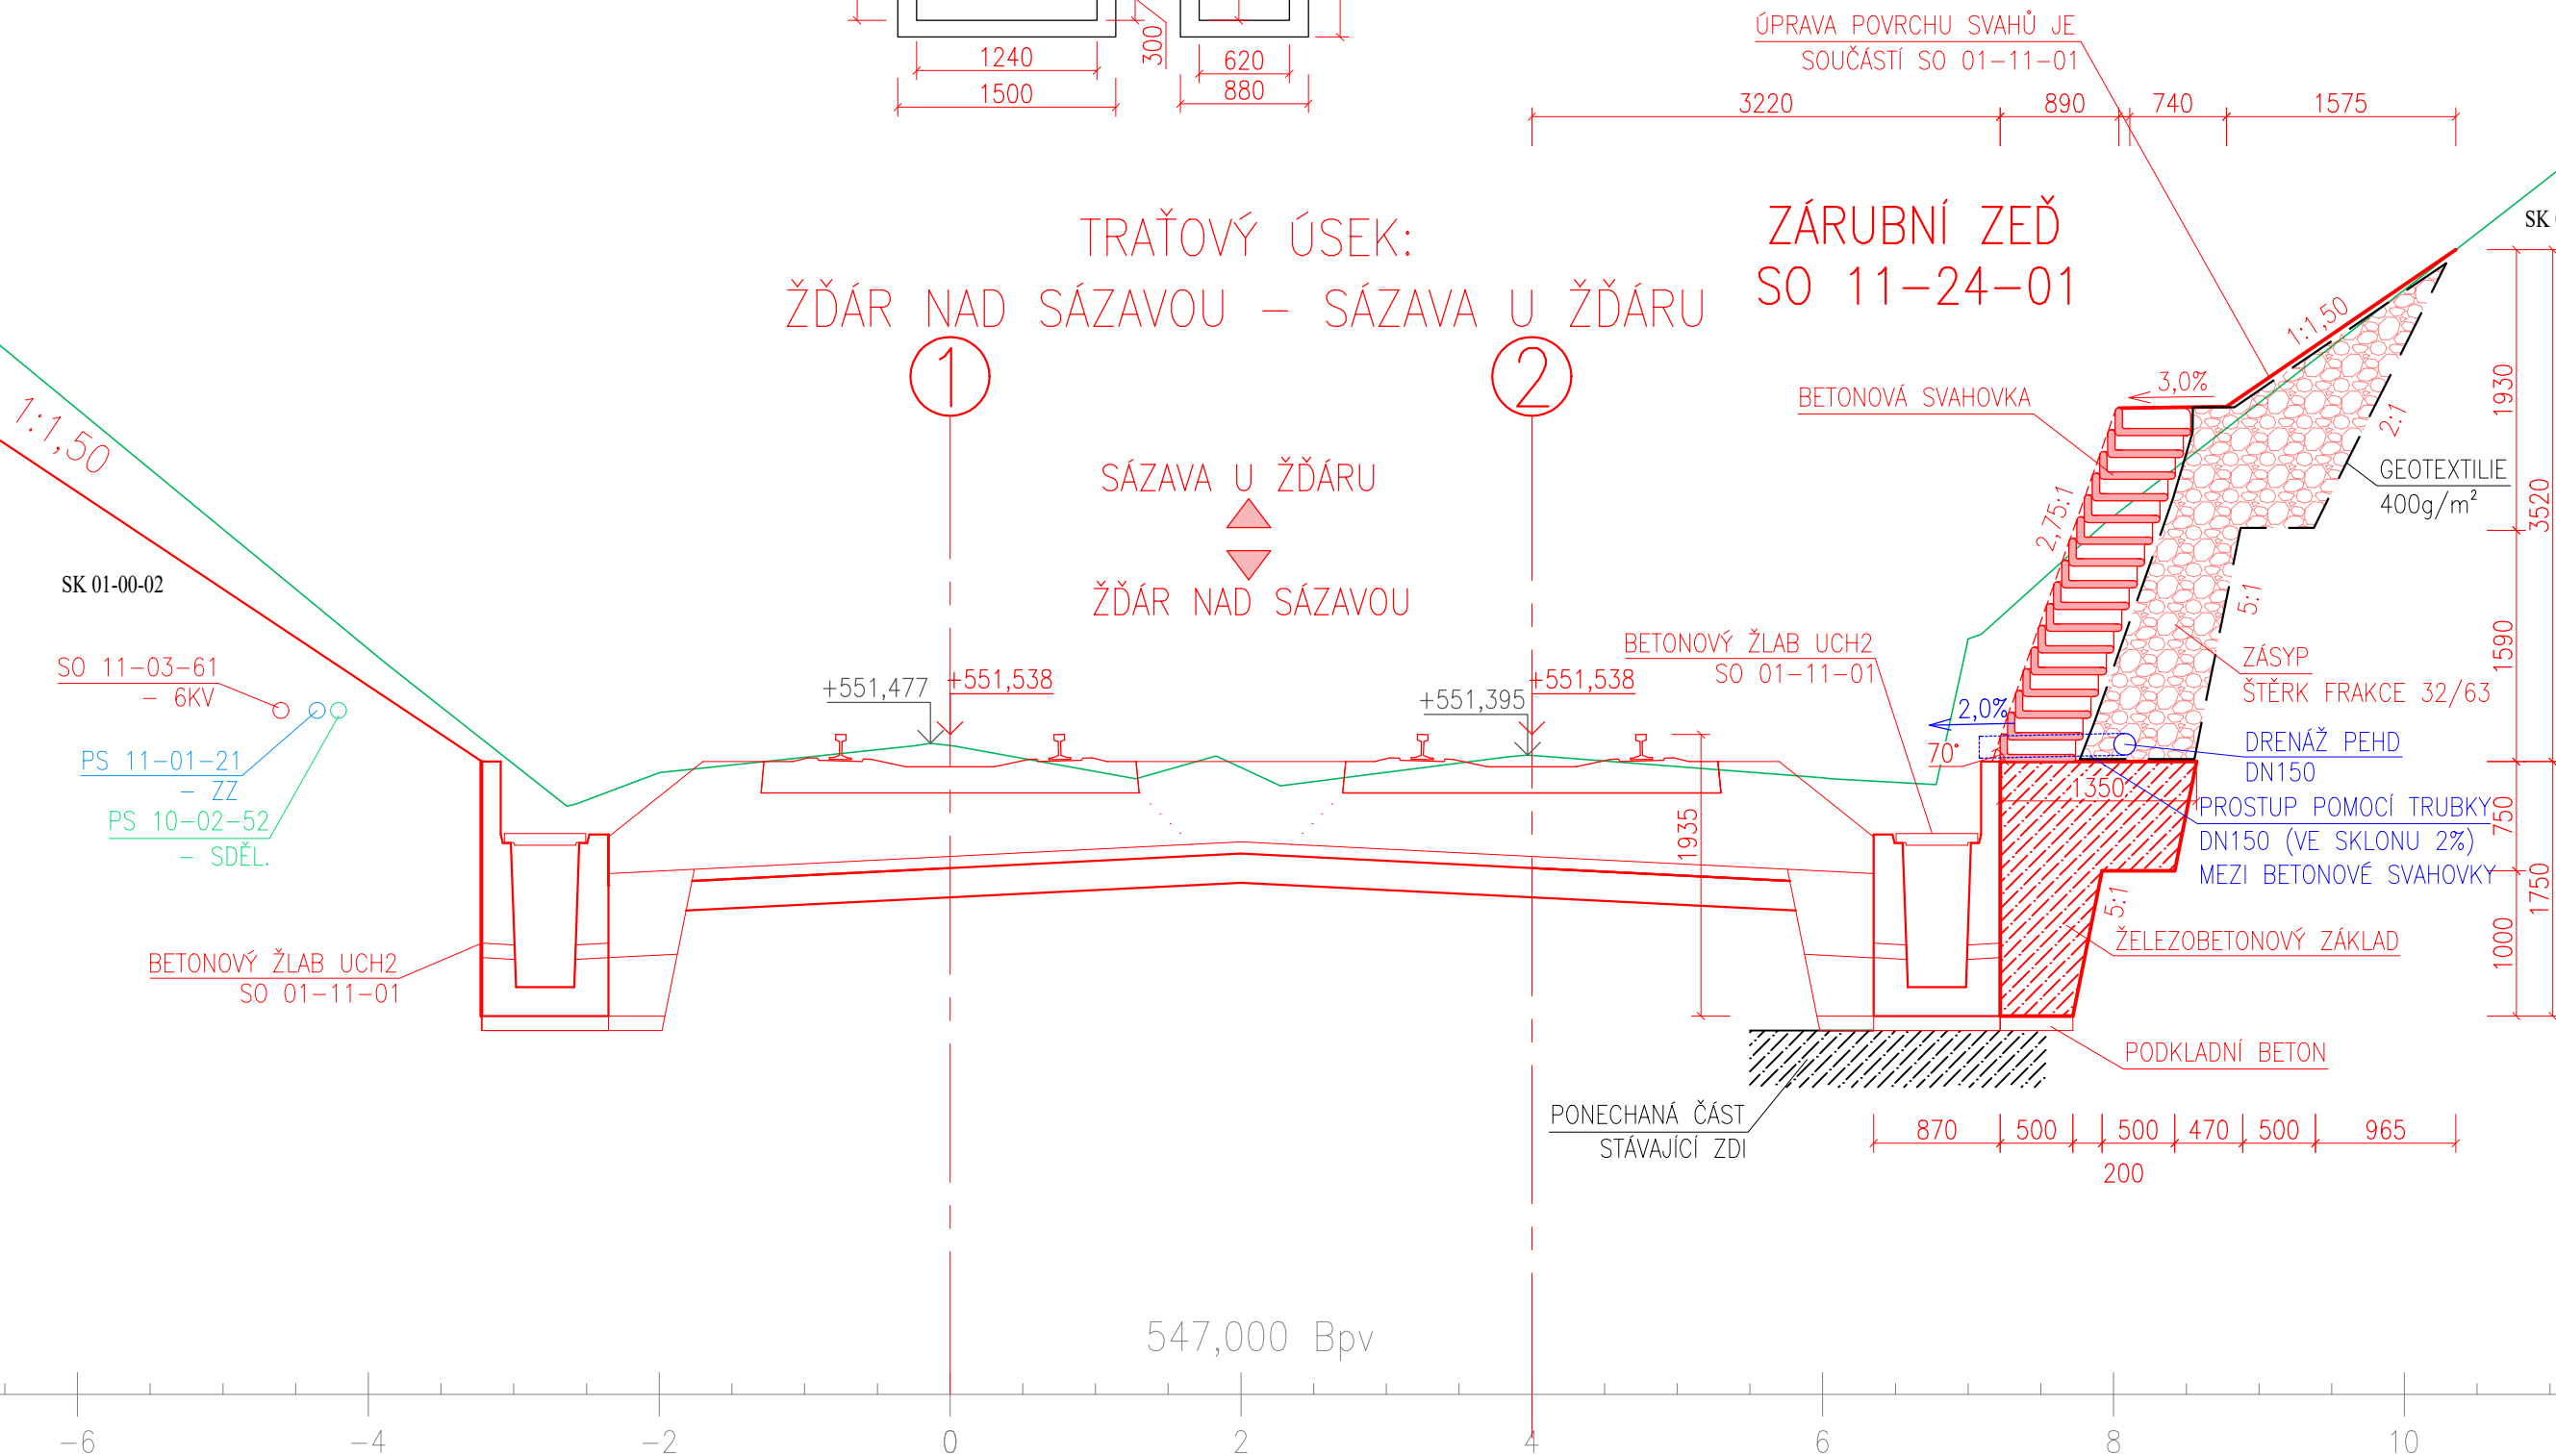 300
1240
1500
620
880
ÚPRAVA POVRCHU SVAHŮ JE
SOUČÁSTÍ SO 01-11-01
3220
890
740
1575
TRAŤOVÝ ÚSEK:
ŽĎÁR NAD SÁZAVOU – SÁZAVA U ŽĎÁRU
ZÁRUBNÍ ZEĎ
SO 11-24-01
SK
1
2
1:1,50
1:1,50
3,0%
BETONOVÁ SVAHOVKA
1930
2:1
SÁZAVA U ŽĎÁRU
ŽĎÁR NAD SÁZAVOU
GEOTEXTILIE
400g/m²
3520
2,75:1
SK 01-00-02
5:1
1590
SO 11-03-61
- 6KV
BETONOVÝ ŽLAB UCH2
SO 01-11-01
ZÁSYP
ŠTĚRK FRAKCE 32/63
+551,477
+551,538
+551,395
+551,538
2,0%
70°
PS 11-01-21
- ZZ
PS 10-02-52
- SDĚL.
DRENÁŽ PEHD
DN150
1350
PROSTUP POMOCÍ TRUBKY
DN150 (VE SKLONU 2%)
MEZI BETONOVÉ SVAHOVKY
750
1935
1750
5:1
ŽELEZOBETONOVÝ ZÁKLAD
1000
BETONOVÝ ŽLAB UCH2
SO 01-11-01
PODKLADNÍ BETON
PONECHANÁ ČÁST
STÁVAJÍCÍ ZDI
870
500
500
470
500
965
200
547,000 Bpv
-6
-4
-2
0
2
4
6
8
10